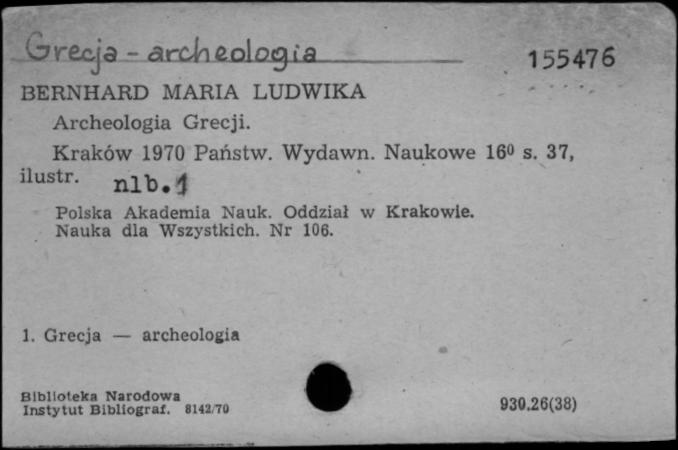 Grecja - archeologia
155476
BERNHARD MARIA LUDWIKA
Archeologia Grecji.
Kraków 1970 Państw. Wydawn. Naukowe 16⁰ s. 37,
ilustr. nlb. 1
Polska Akademia Nauk. Oddział w Krakowie.
Nauka dla Wszystkich. Nr 106.
1. Grecja — archeologia
Biblioteka Narodowa
Instytut Bibliograf. 8142/70
930.26(38)